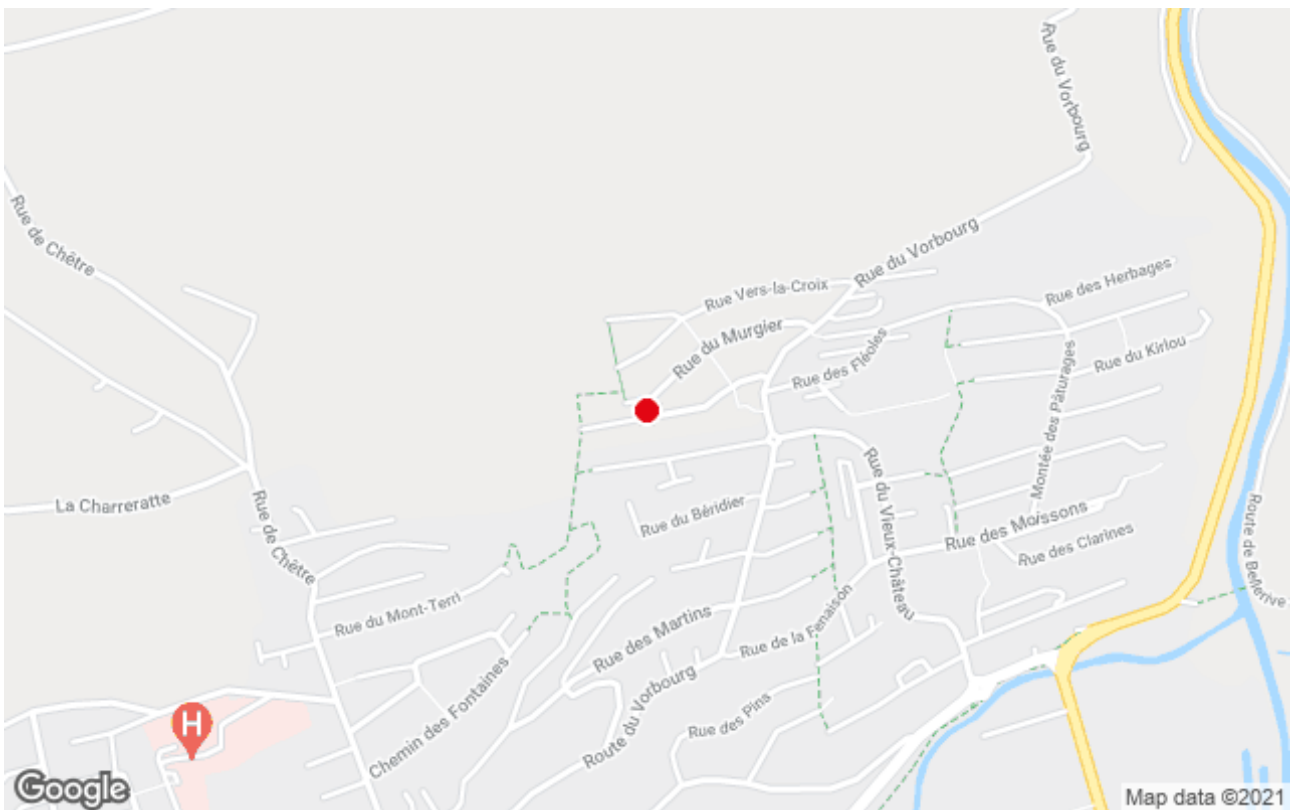 Rue du Vorbourg
Rue de Chêtre
Rue du Vorbourg
Rue des Herbages
Rue Vers-la-Croix
Rue du Murgier
Rue des Fléoles
Rue du Kirlou
Montée des Pâturages
La Charreratte
Rue de Chêtre
Rue du Béridier
Rue du Vieux-Château
Rue des Moissons
Rue des Clarines
Route de Bellerive
Rue du Mont-Terri
Rue des Martins
Rue de la Fenaison
Chemin des Fontaines
Route du Vorbourg
Rue des Pins
H
Google
Map data ©2021